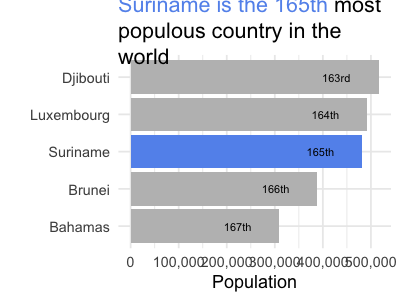 Suriname is the 165th most
populous country in the
world
Djibouti 163rd
Luxembourg 164th
Suriname 165th
Brunei 166th
Bahamas 167th
0 100,000 200,000 300,000 400,000 500,000
Population